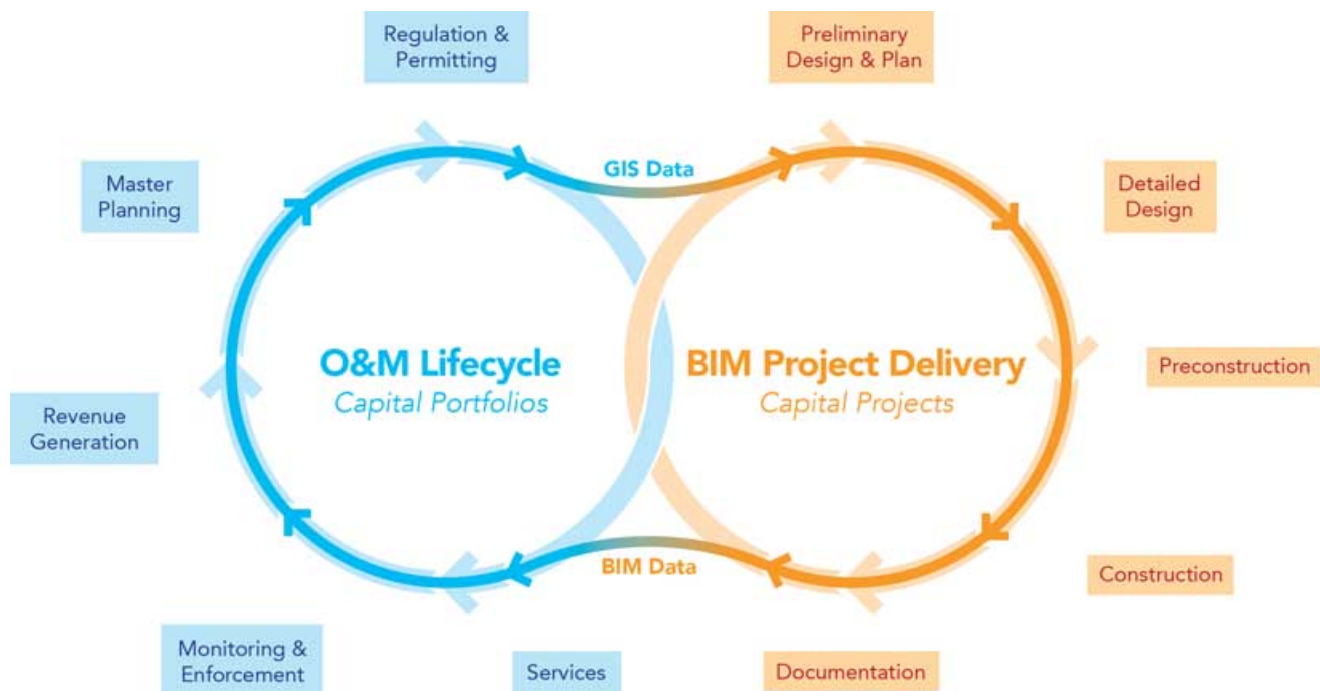 Regulation &
Permitting
Preliminary
Design & Plan
GIS Data
Master
Planning
Detailed
Design
O&M Lifecycle
Capital Portfolios
BIM Project Delivery
Capital Projects
Preconstruction
Revenue
Generation
BIM Data
Construction
Monitoring &
Enforcement
Services
Documentation